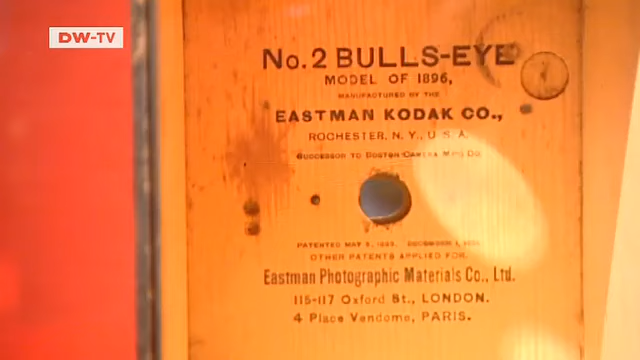 DW-TV
No. 2 BULLS-EYE
MODEL OF 1896,
MANUFACTURED BY THE
EASTMAN KODAK CO.,
ROCHESTER, N. Y., U. S. A.
SUCCESSOR TO BOSTON CAMERA M'F'G CO.
PATENTED MAY
OTHER PATENTS APPLIED FOR.
Eastman Photographic Materials Co., Ltd.
115-117 Oxford St., LONDON.
4 Place Vendome, PARIS.